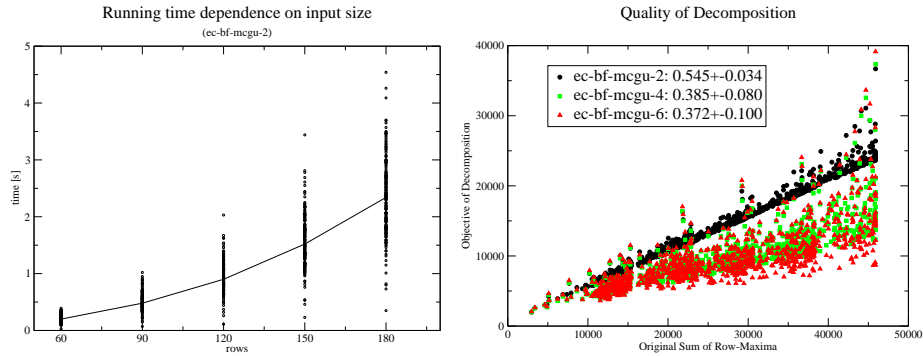 Running time dependence on input size
(ec-bf-mcgu-2)
5
4
3
2
1
0
time [s]
60
90
120
150
180
rows
Quality of Decomposition
40000
30000
20000
10000
0
Objective of Decomposition
ec-bf-mcgu-2: 0.545+-0.034
ec-bf-mcgu-4: 0.385+-0.080
ec-bf-mcgu-6: 0.372+-0.100
0
10000
20000
30000
40000
50000
Original Sum of Row-Maxima